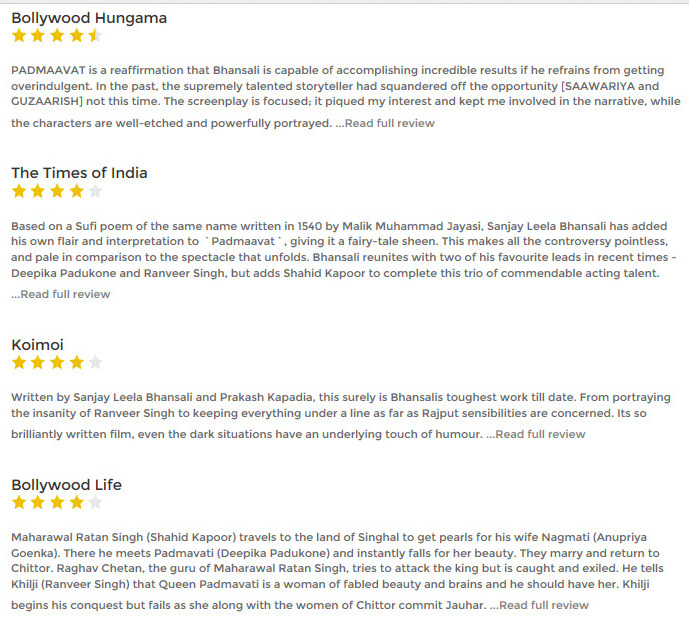 Bollywood Hungama
PADMAAVAT is a reaffirmation that Bhansali is capable of accomplishing incredible results if he refrains from getting
overindulgent. In the past, the supremely talented storyteller had squandered off the opportunity [SAAWARIYA and
GUZAARISH] not this time. The screenplay is focused; it piqued my interest and kept me involved in the narrative, while
the characters are well-etched and powerfully portrayed. ...Read full review
The Times of India
Based on a Sufi poem of the same name written in 1540 by Malik Muhammad Jayasi, Sanjay Leela Bhansali has added
his own flair and interpretation to `Padmaavat`, giving it a fairy-tale sheen. This makes all the controversy pointless,
and pale in comparison to the spectacle that unfolds. Bhansali reunites with two of his favourite leads in recent times -
Deepika Padukone and Ranveer Singh, but adds Shahid Kapoor to complete this trio of commendable acting talent.
...Read full review
Koimoi
Written by Sanjay Leela Bhansali and Prakash Kapadia, this surely is Bhansalis toughest work till date. From portraying
the insanity of Ranveer Singh to keeping everything under a line as far as Rajput sensibilities are concerned. Its so
brilliantly written film, even the dark situations have an underlying touch of humour. ...Read full review
Bollywood Life
Maharawal Ratan Singh (Shahid Kapoor) travels to the land of Singhal to get pearls for his wife Nagmati (Anupriya
Goenka). There he meets Padmavati (Deepika Padukone) and instantly falls for her beauty. They marry and return to
Chittor. Raghav Chetan, the guru of Maharawal Ratan Singh, tries to attack the king but is caught and exiled. He tells
Khilji (Ranveer Singh) that Queen Padmavati is a woman of fabled beauty and brains and he should have her. Khilji
begins his conquest but fails as she along with the women of Chittor commit Jauhar. ...Read full review